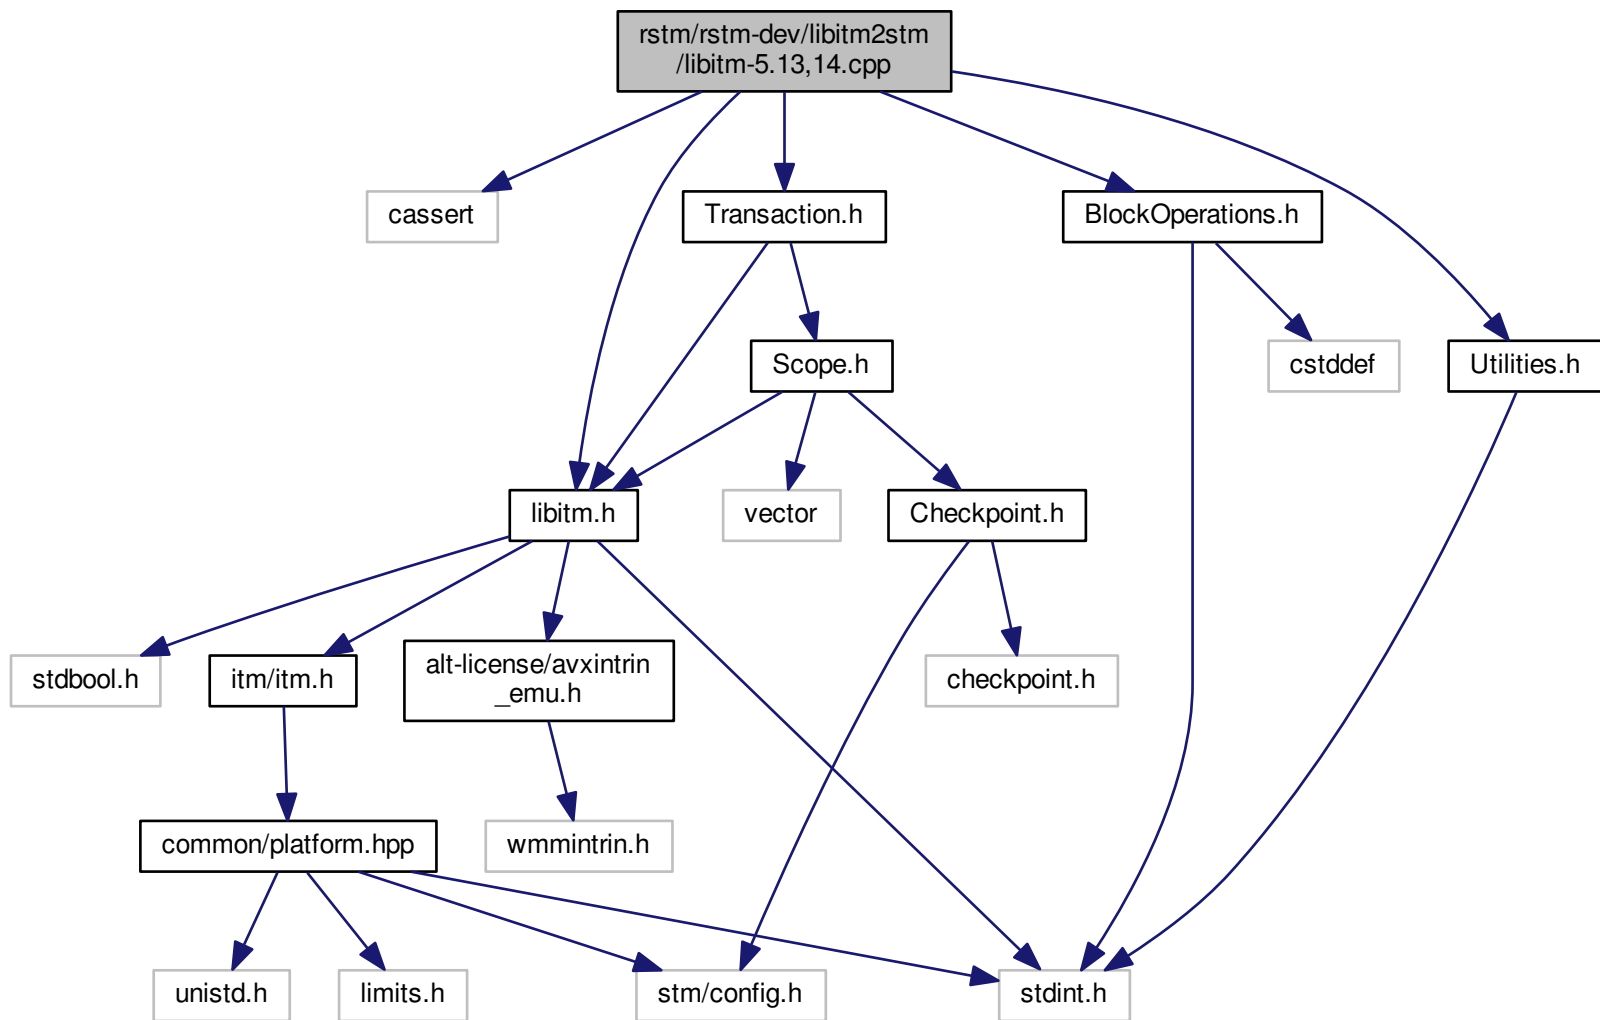 rstm/rstm-dev/libitm2stm
/libitm-5.13,14.cpp
cassert
Transaction.h
BlockOperations.h
Scope.h
cstddef
Utilities.h
libitm.h
vector
Checkpoint.h
stdbool.h
itm/itm.h
alt-license/avxintrin
_emu.h
checkpoint.h
common/platform.hpp
wmmintrin.h
unistd.h
limits.h
stm/config.h
stdint.h